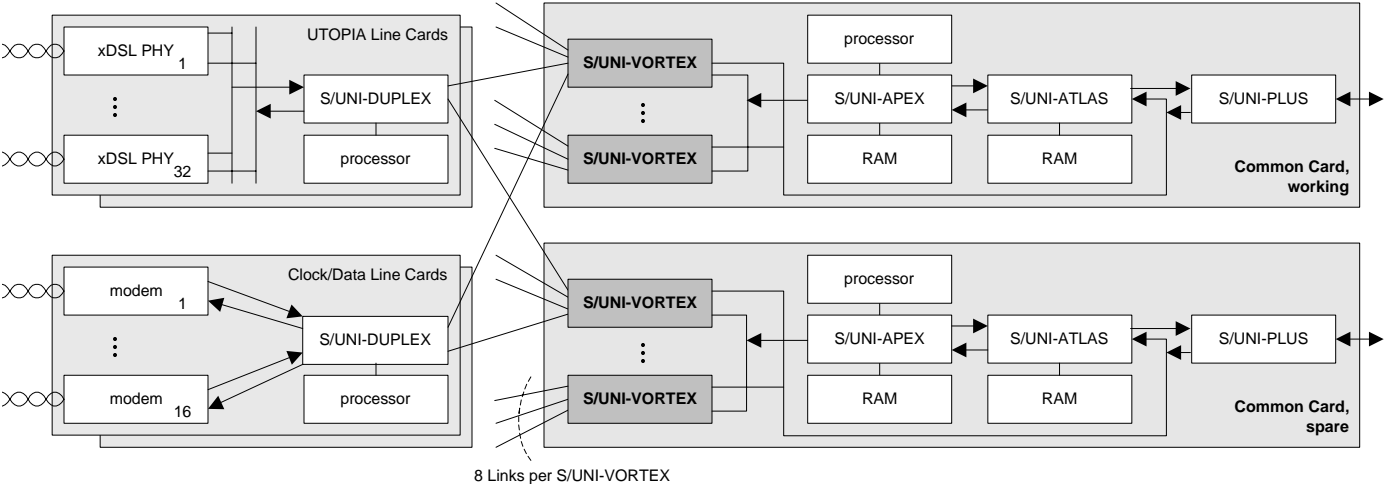 UTOPIA Line Cards
xDSL PHY
1
S/UNI-DUPLEX
processor
xDSL PHY
32
S/UNI-VORTEX
S/UNI-VORTEX
processor
S/UNI-APEX
RAM
S/UNI-ATLAS
RAM
S/UNI-PLUS
Common Card,
working
Clock/Data Line Cards
modem
1
S/UNI-DUPLEX
processor
modem
16
S/UNI-VORTEX
S/UNI-VORTEX
processor
S/UNI-APEX
RAM
S/UNI-ATLAS
RAM
S/UNI-PLUS
Common Card,
spare
8 Links per S/UNI-VORTEX